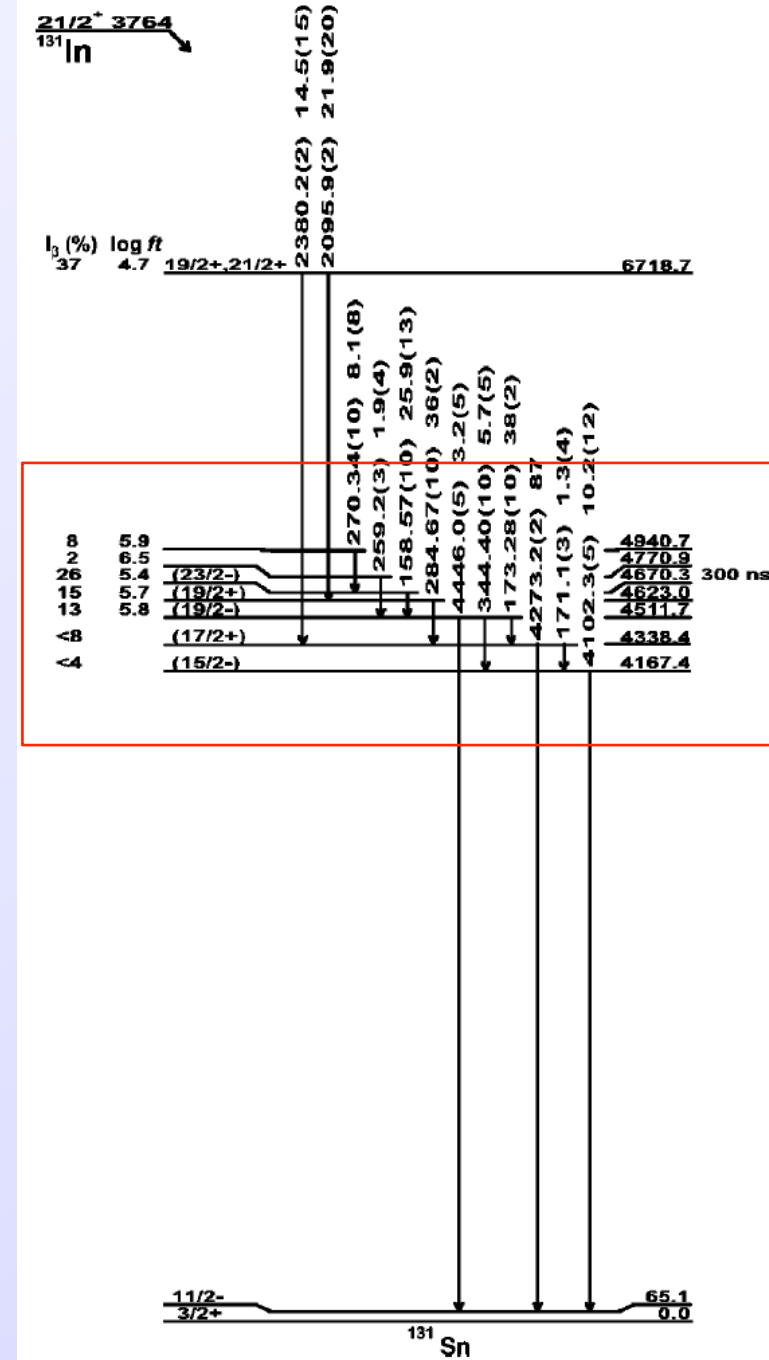 21/2+ 3764
131In
2380.2(2) 14.5(15)
2095.9(2) 21.9(20)
Iβ (%) log ft
37 4.7 19/2+,21/2+ 6718.7
270.34(10) 8.1(8)
259.2(3) 1.9(4)
158.57(10) 25.9(13)
284.67(10) 36(2)
4446.0(5) 3.2(5)
344.40(10) 5.7(5)
173.28(10) 38(2)
4273.2(2) 87
171.1(3) 1.3(4)
4102.3(5) 10.2(12)
8 5.9 4940.7
2 6.5 4770.9
26 5.4 (23/2-) 4670.3 300 ns
15 5.7 (19/2+) 4623.0
13 5.8 (19/2-) 4511.7
<8 (17/2+) 4338.4
<4 (15/2-) 4167.4
11/2- 65.1
3/2+ 0.0
131Sn